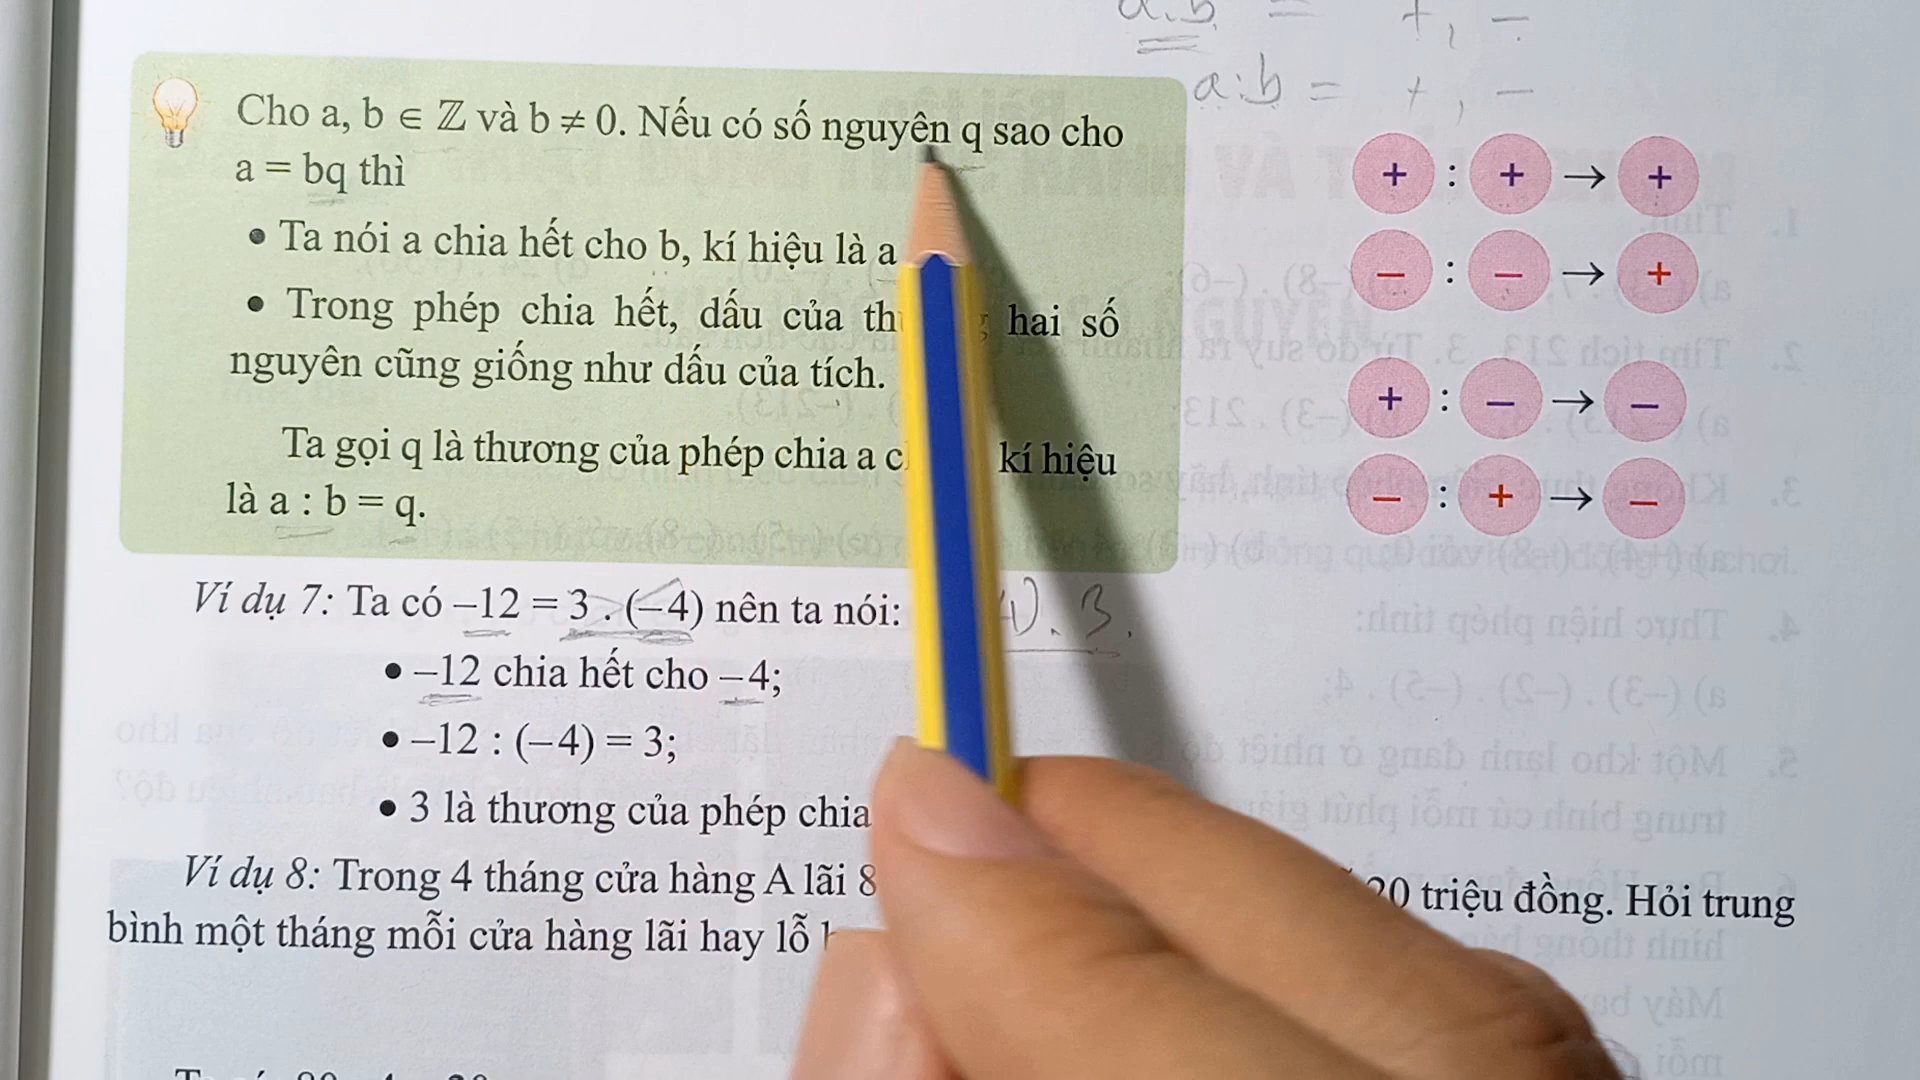 a.b = +, -
a:b = +, -
Cho a, b ∈ ℤ và b ≠ 0. Nếu có số nguyên q sao cho
a = bq thì
• Ta nói a chia hết cho b, kí hiệu là a
• Trong phép chia hết, dấu của hai số
nguyên cũng giống như dấu của tích.
Ta gọi q là thương của phép chia a kí hiệu
là a : b = q.
+ : + → +
– : – → +
+ : – → –
– : + → –
Ví dụ 7: Ta có –12 = 3 . (–4) nên ta nói:
). 3.
• –12 chia hết cho –4;
• –12 : (–4) = 3;
• 3 là thương của phép chia
Ví dụ 8: Trong 4 tháng cửa hàng A lãi 8 20 triệu đồng. Hỏi trung
bình một tháng mỗi cửa hàng lãi hay lỗ